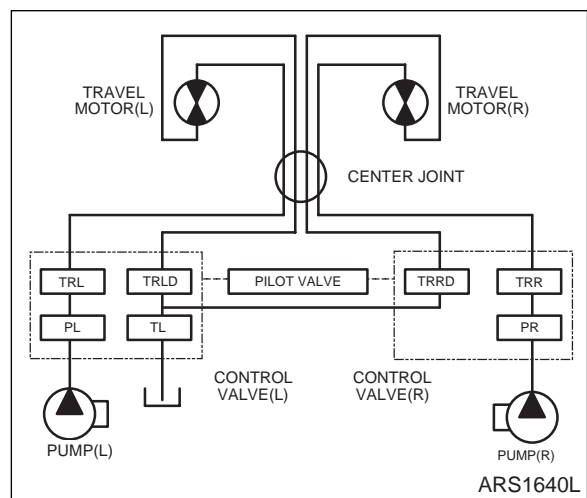 TRAVEL
MOTOR(L)
TRAVEL
MOTOR(R)
CENTER JOINT
TRL
TRLD
PILOT VALVE
TRRD
TRR
PL
TL
PR
CONTROL
VALVE(L)
CONTROL
VALVE(R)
PUMP(L)
PUMP(R)
ARS1640L